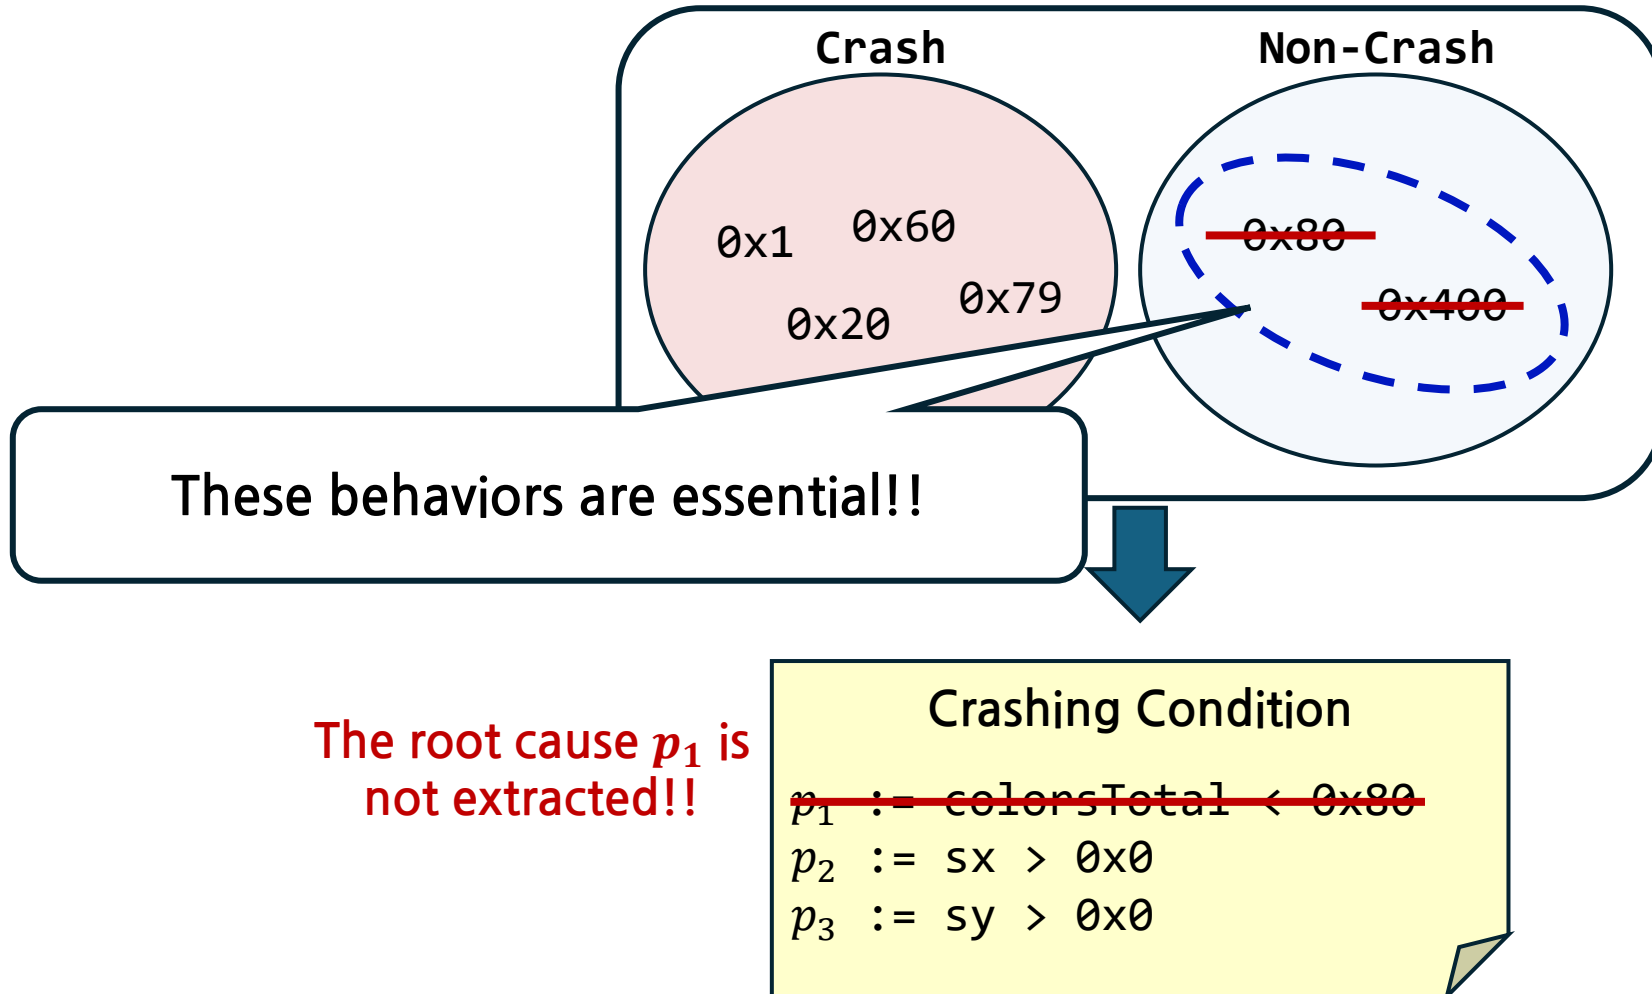 Crash
Non-Crash
0x1
0x60
0x20
0x79
0x80
0x400
These behaviors are essential!!
The root cause p₁ is
not extracted!!
Crashing Condition
p₁ := colorsTotal < 0x80
p₂ := sx > 0x0
p₃ := sy > 0x0